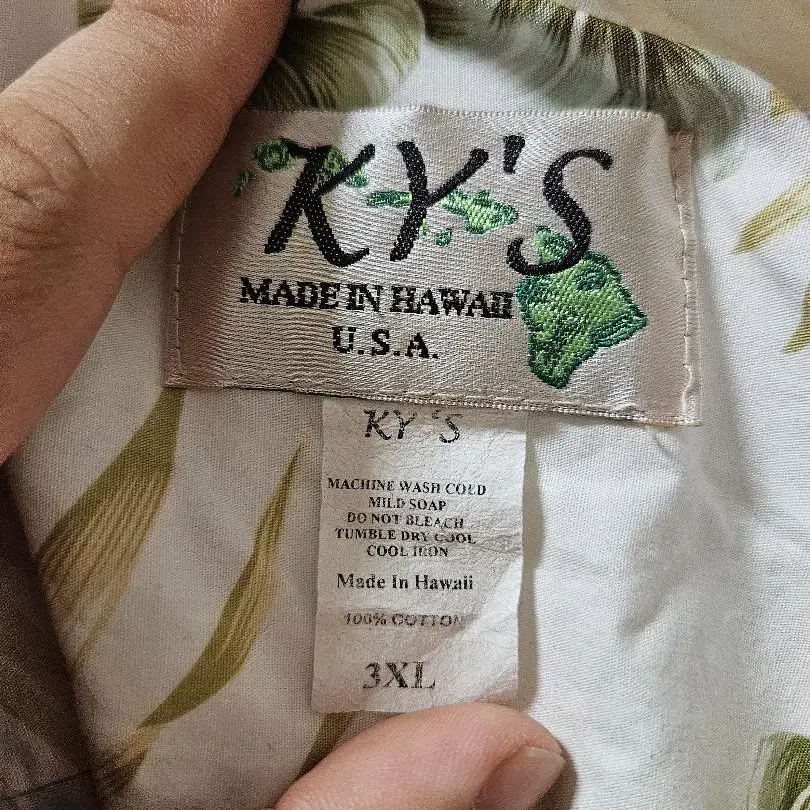 KY'S
MADE IN HAWAII
U.S.A.
KY 'S
MACHINE WASH COLD
MILD SOAP
DO NOT BLEACH
TUMBLE DRY COOL
COOL IRON
Made In Hawaii
100% COTTON
3XL